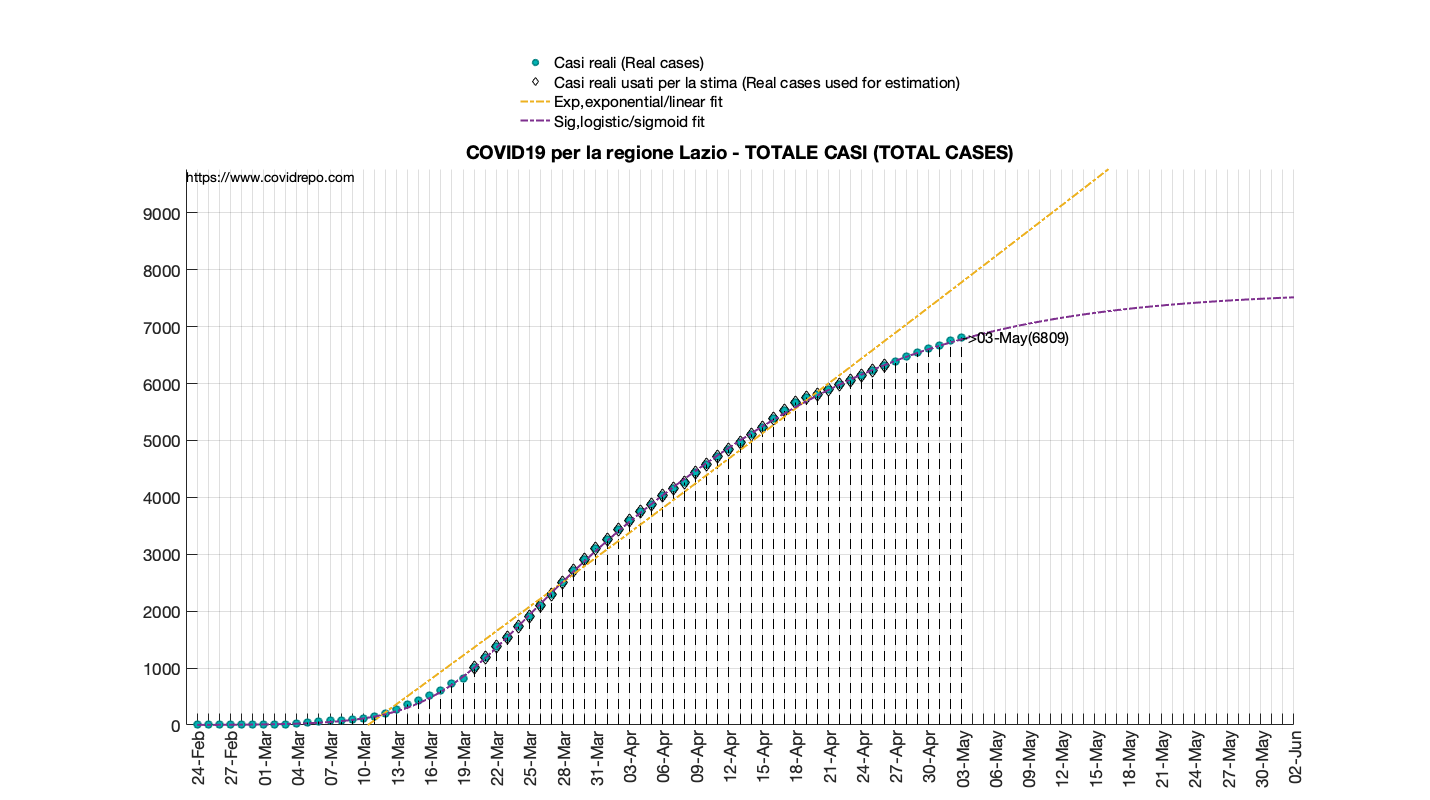 Casi reali (Real cases)
Casi reali usati per la stima (Real cases used for estimation)
Exp,exponential/linear fit
Sig,logistic/sigmoid fit
COVID19 per la regione Lazio - TOTALE CASI (TOTAL CASES)
https://www.covidrepo.com
9000
8000
7000
6000
5000
4000
3000
2000
1000
0
->03-May(6809)
24-Feb
27-Feb
01-Mar
04-Mar
07-Mar
10-Mar
13-Mar
16-Mar
19-Mar
22-Mar
25-Mar
28-Mar
31-Mar
03-Apr
06-Apr
09-Apr
12-Apr
15-Apr
18-Apr
21-Apr
24-Apr
27-Apr
30-Apr
03-May
06-May
09-May
12-May
15-May
18-May
21-May
24-May
27-May
30-May
02-Jun